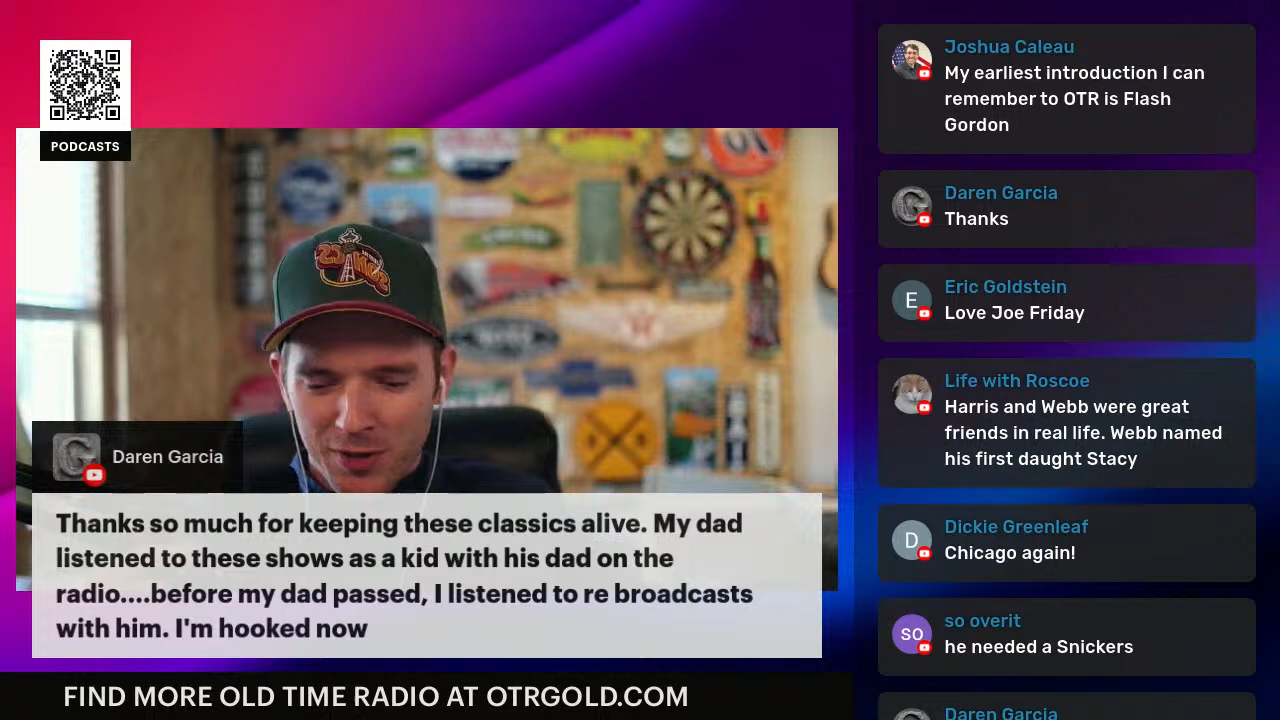 PODCASTS
Daren Garcia
Thanks so much for keeping these classics alive. My dad
listened to these shows as a kid with his dad on the
radio....before my dad passed, I listened to re broadcasts
with him. I'm hooked now
FIND MORE OLD TIME RADIO AT OTRGOLD.COM
Joshua Caleau
My earliest introduction I can
remember to OTR is Flash
Gordon
Daren Garcia
Thanks
E
Eric Goldstein
Love Joe Friday
Life with Roscoe
Harris and Webb were great
friends in real life. Webb named
his first daught Stacy
D
Dickie Greenleaf
Chicago again!
SO
so overit
he needed a Snickers
Daren Garcia